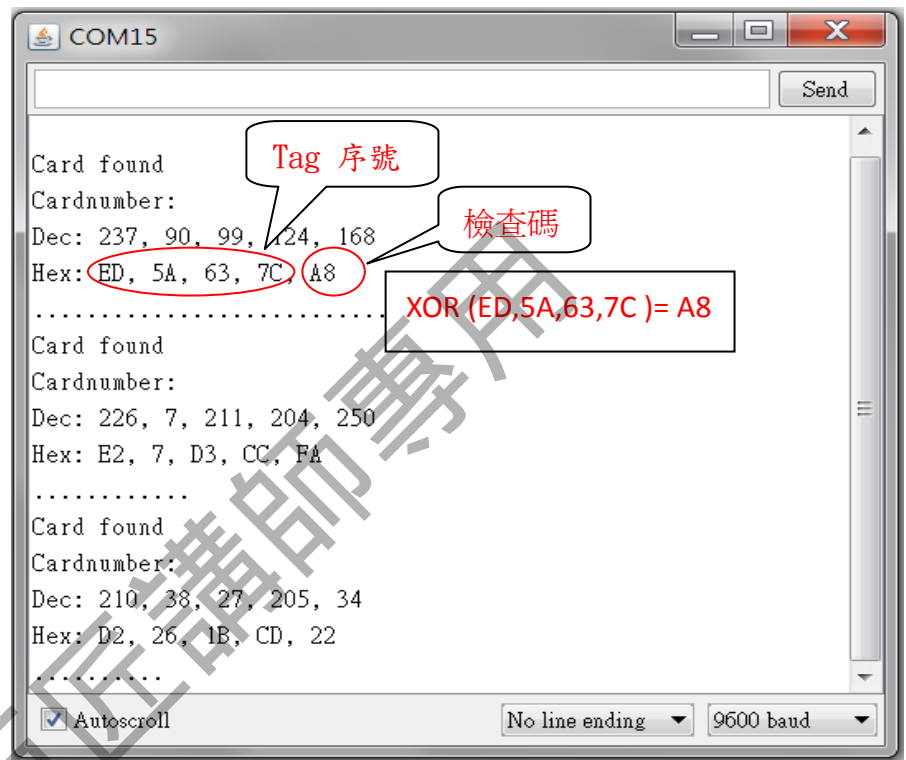 COM15
Send
Card found
Tag 序號
Cardnumber:
檢查碼
Dec: 237, 90, 99, 124, 168
Hex: ED, 5A, 63, 7C, A8
XOR (ED,5A,63,7C )= A8
............................
Card found
Cardnumber:
Dec: 226, 7, 211, 204, 250
Hex: E2, 7, D3, CC, FA
............
Card found
Cardnumber:
Dec: 210, 38, 27, 205, 34
Hex: D2, 26, 1B, CD, 22
..........
Autoscroll
No line ending
9600 baud
匠講師專用